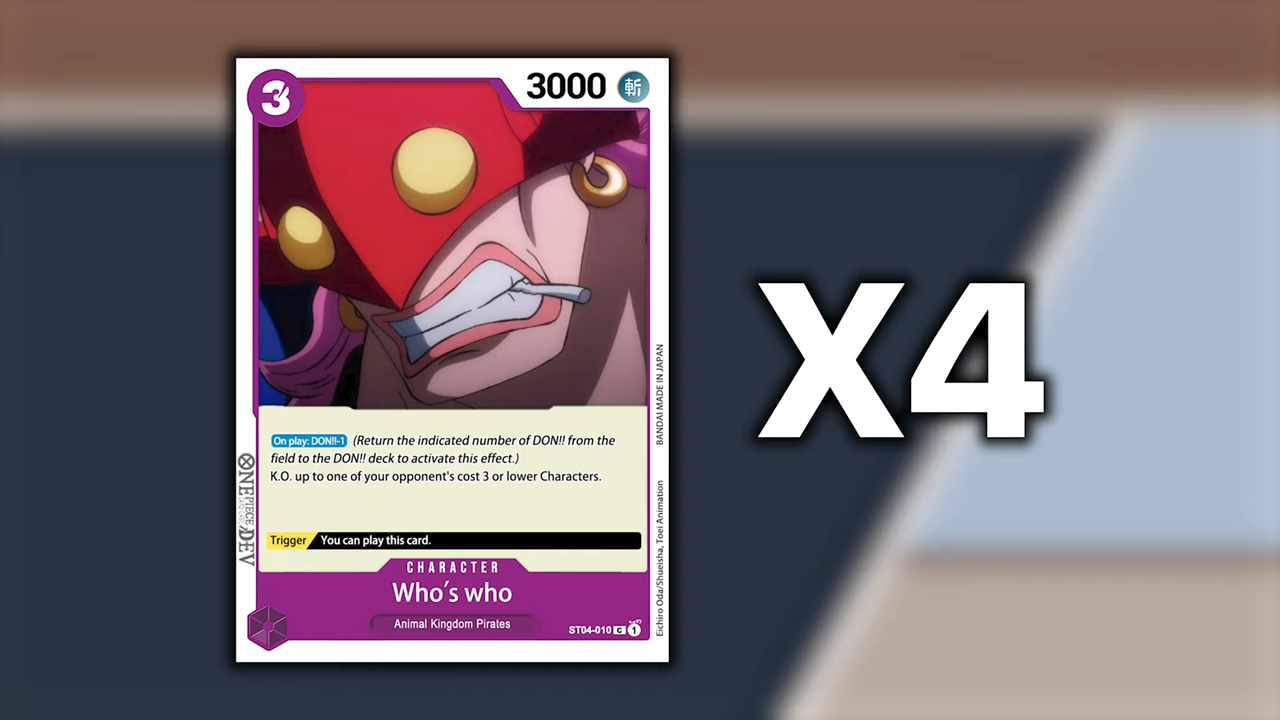 3
3000 斬
X4
On play: DON!!-1 (Return the indicated number of DON!! from the
field to the DON!! deck to activate this effect.)
K.O. up to one of your opponent's cost 3 or lower Characters.
Trigger You can play this card.
CHARACTER
Who's who
Animal Kingdom Pirates
ST04-010 C 1
BANDAI MADE IN JAPAN
Eichiro Oda/Shueisha, Toei Animation
ONE PIECE DEV